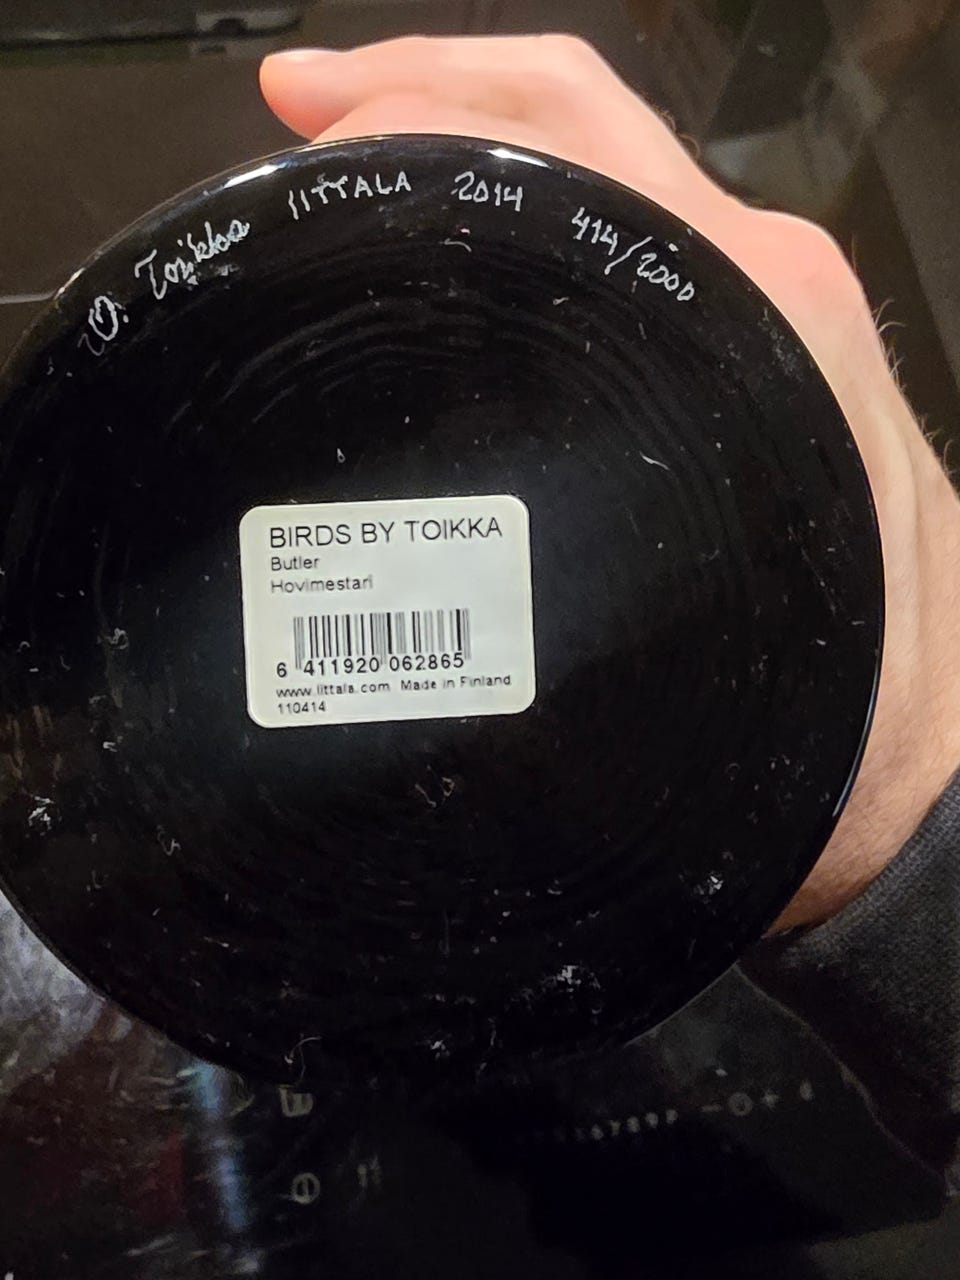 O. Toikka IITTALA 2014 414/2000
BIRDS BY TOIKKA
Butler
Hovimestari
6 411920 062865
www.iittala.com Made in Finland
110414